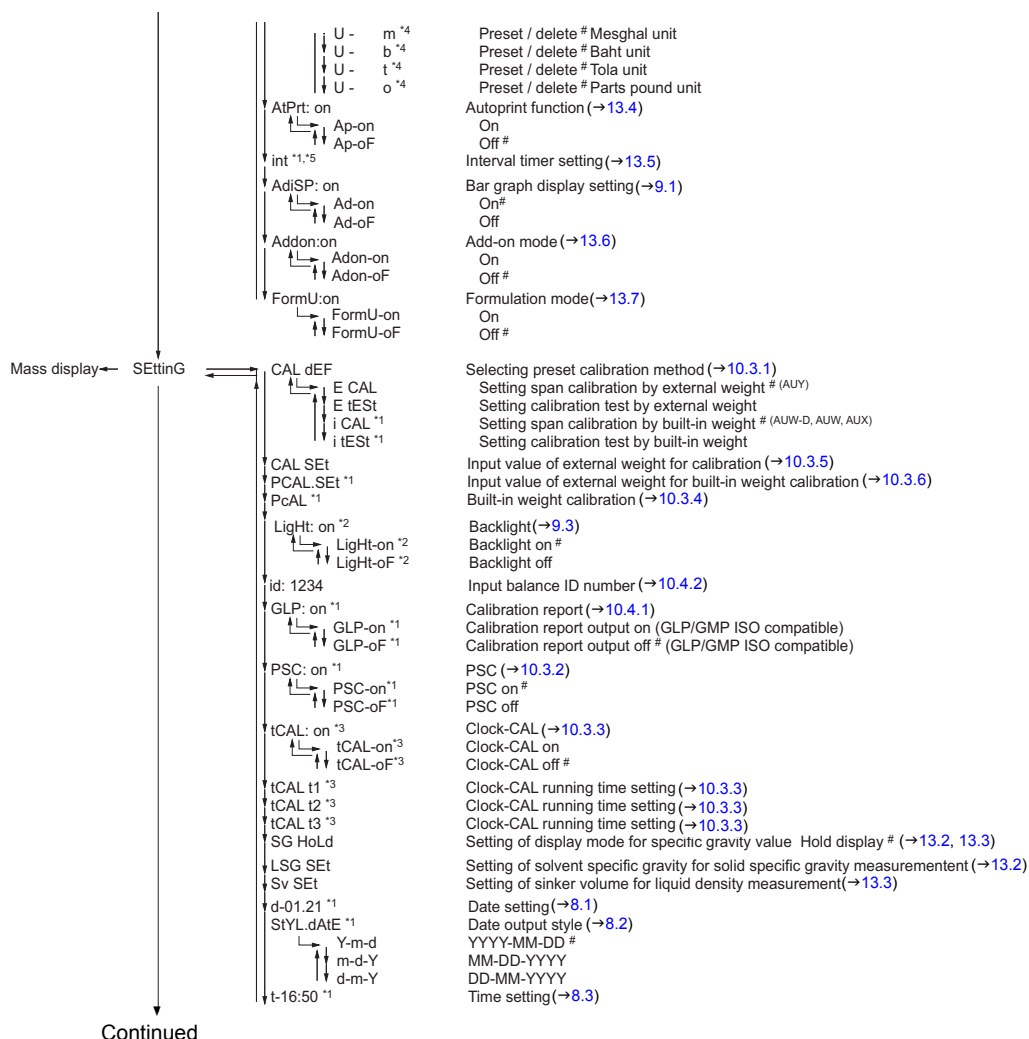 U - m *4 Preset / delete # Mesghal unit
U - b *4 Preset / delete # Baht unit
U - t *4 Preset / delete # Tola unit
U - o *4 Preset / delete # Parts pound unit
AtPrt: on Autoprint function (→13.4)
Ap-on On
Ap-oF Off #
int *1,*5 Interval timer setting (→13.5)
AdiSP: on Bar graph display setting (→9.1)
Ad-on On#
Ad-oF Off
Addon:on Add-on mode (→13.6)
Adon-on On
Adon-oF Off #
FormU:on Formulation mode (→13.7)
FormU-on On
FormU-oF Off #
Mass display SEttinG CAL dEF Selecting preset calibration method (→10.3.1)
E CAL Setting span calibration by external weight # (AUY)
E tESt Setting calibration test by external weight
i CAL *1 Setting span calibration by built-in weight # (AUW-D, AUW, AUX)
i tESt *1 Setting calibration test by built-in weight
CAL SEt Input value of external weight for calibration (→10.3.5)
PCAL.SEt *1 Input value of external weight for built-in weight calibration (→10.3.6)
PcAL *1 Built-in weight calibration (→10.3.4)
LigHt: on *2 Backlight (→9.3)
LigHt-on *2 Backlight on #
LigHt-oF *2 Backlight off
id: 1234 Input balance ID number (→10.4.2)
GLP: on *1 Calibration report (→10.4.1)
GLP-on *1 Calibration report output on (GLP/GMP ISO compatible)
GLP-oF *1 Calibration report output off # (GLP/GMP ISO compatible)
PSC: on *1 PSC (→10.3.2)
PSC-on*1 PSC on #
PSC-oF*1 PSC off
tCAL: on *3 Clock-CAL (→10.3.3)
tCAL-on*3 Clock-CAL on
tCAL-oF*3 Clock-CAL off #
tCAL t1 *3 Clock-CAL running time setting (→10.3.3)
tCAL t2 *3 Clock-CAL running time setting (→10.3.3)
tCAL t3 *3 Clock-CAL running time setting (→10.3.3)
SG HoLd Setting of display mode for specific gravity value Hold display # (→13.2, 13.3)
LSG SEt Setting of solvent specific gravity for solid specific gravity measurementent (→13.2)
Sv SEt Setting of sinker volume for liquid density measurement (→13.3)
d-01.21 *1 Date setting (→8.1)
StYL.dAtE *1 Date output style (→8.2)
Y-m-d YYYY-MM-DD #
m-d-Y MM-DD-YYYY
d-m-Y DD-MM-YYYY
t-16:50 *1 Time setting (→8.3)
Continued